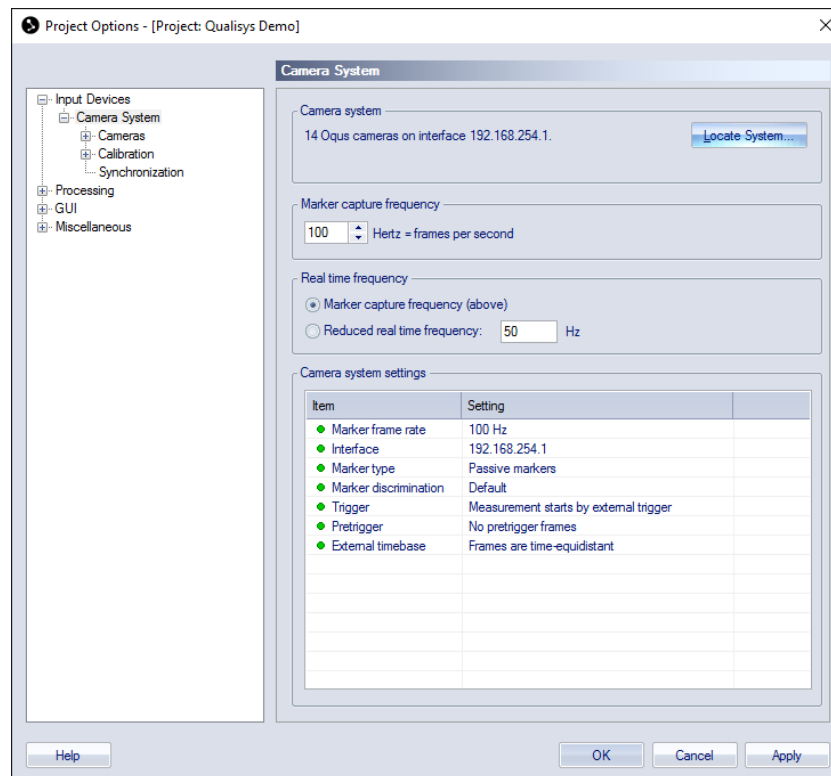 Project Options - [Project: Qualisys Demo]
Camera System
Input Devices
Camera System
Cameras
Calibration
Synchronization
Processing
GUI
Miscellaneous
Camera system
14 Oqus cameras on interface 192.168.254.1.
Locate System...
Marker capture frequency
100 Hertz = frames per second
Real time frequency
Marker capture frequency (above)
Reduced real time frequency: 50 Hz
Camera system settings
Item Setting
Marker frame rate 100 Hz
Interface 192.168.254.1
Marker type Passive markers
Marker discrimination Default
Trigger Measurement starts by external trigger
Pretrigger No pretrigger frames
External timebase Frames are time-equidistant
Help OK Cancel Apply